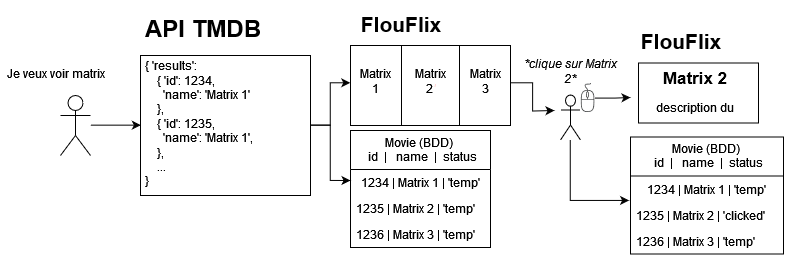 API TMDB
FlouFlix
FlouFlix
Je veux voir matrix
{ 'results':
{ 'id': 1234,
'name': 'Matrix 1'
},
{ 'id': 1235,
'name': 'Matrix 1',
},
...
}
Matrix
1
Matrix
2
Matrix
3
Movie (BDD)
id | name | status
1234 | Matrix 1 | 'temp'
1235 | Matrix 2 | 'temp'
1236 | Matrix 3 | 'temp'
*clique sur Matrix
2*
Matrix 2
description du
Movie (BDD)
id | name | status
1234 | Matrix 1 | 'temp'
1235 | Matrix 2 | 'clicked'
1236 | Matrix 3 | 'temp'